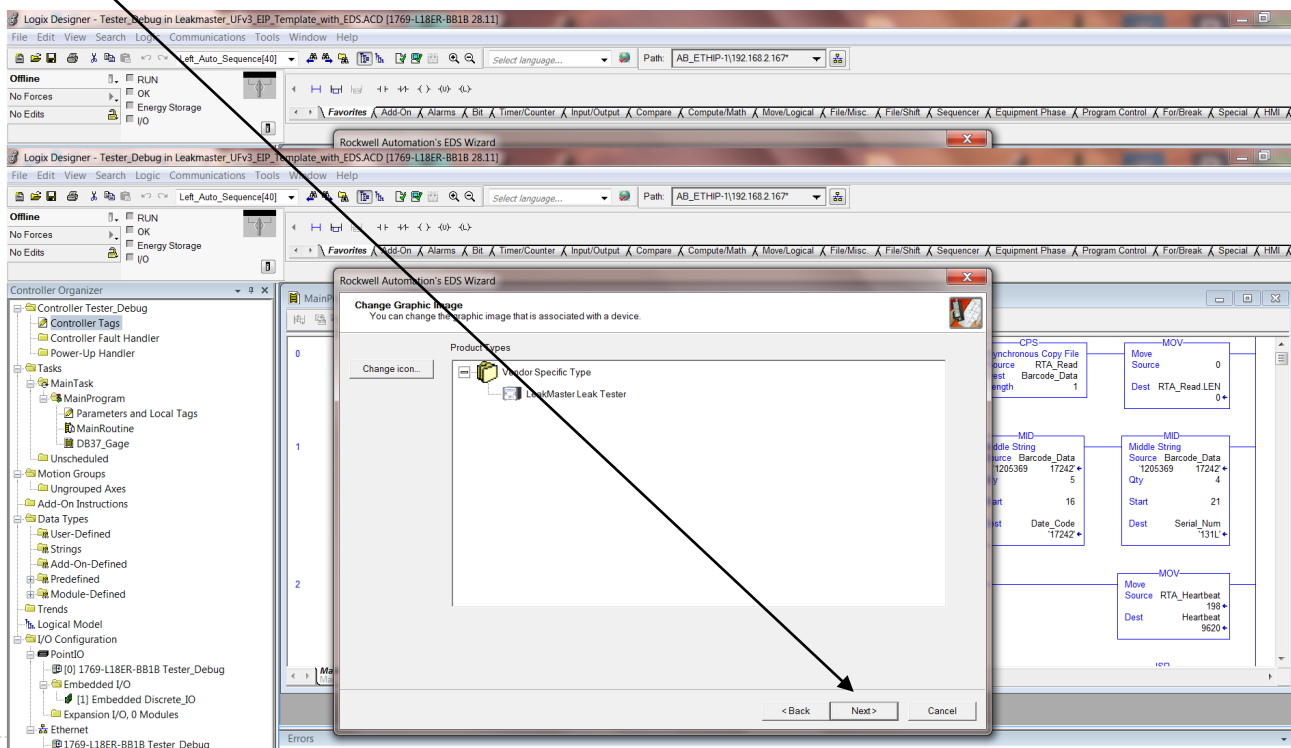 Logix Designer - Tester_Debug in Leakmaster_UFv3_EIP_Template_with_EDS.ACD [1769-L18ER-BB1B 28.11]
File Edit View Search Logic Communications Tools Window Help
Left_Auto_Sequence[40] Select language... Path: AB_ETHIP-1\192.168.2.167*
Offline RUN
No Forces OK
No Edits Energy Storage
I/O
Favorites Add-On Alarms Bit Timer/Counter Input/Output Compare Compute/Math Move/Logical File/Misc. File/Shift Sequencer Equipment Phase Program Control For/Break Special HMI
Rockwell Automation's EDS Wizard
Logix Designer - Tester_Debug in Leakmaster_UFv3_EIP_Template_with_EDS.ACD [1769-L18ER-BB1B 28.11]
File Edit View Search Logic Communications Tools Window Help
Left_Auto_Sequence[40] Select language... Path: AB_ETHIP-1\192.168.2.167*
Offline RUN
No Forces OK
No Edits Energy Storage
I/O
Favorites Add-On Alarms Bit Timer/Counter Input/Output Compare Compute/Math Move/Logical File/Misc. File/Shift Sequencer Equipment Phase Program Control For/Break Special HMI
Controller Organizer
Controller Tester_Debug
Controller Tags
Controller Fault Handler
Power-Up Handler
Tasks
MainTask
MainProgram
Parameters and Local Tags
MainRoutine
DB37_Gage
Unscheduled
Motion Groups
Ungrouped Axes
Add-On Instructions
Data Types
User-Defined
Strings
Add-On-Defined
Predefined
Module-Defined
Trends
Logical Model
I/O Configuration
PointIO
[0] 1769-L18ER-BB1B Tester_Debug
Embedded I/O
[1] Embedded Discrete_IO
Expansion I/O, 0 Modules
Ethernet
1769-L18ER-BB1B Tester_Debug
Rockwell Automation's EDS Wizard
Change Graphic Image
You can change the graphic image that is associated with a device.
Product Types
Change icon...
Vendor Specific Type
LeakMaster Leak Tester
< Back Next > Cancel
MainP
0
CPS
ynchronous Copy File
ource RTA_Read
est Barcode_Data
ength 1
MOV
Move
Source 0
Dest RTA_Read.LEN
0
1
MID
iddle String
ource Barcode_Data
'1205369 17242'
y 5
art 16
est Date_Code
'17242'
MID
Middle String
Source Barcode_Data
'1205369 17242'
Qty 4
Start 21
Dest Serial_Num
'131L'
2
MOV
Move
Source RTA_Heartbeat
198
Dest Heartbeat
9620
Errors